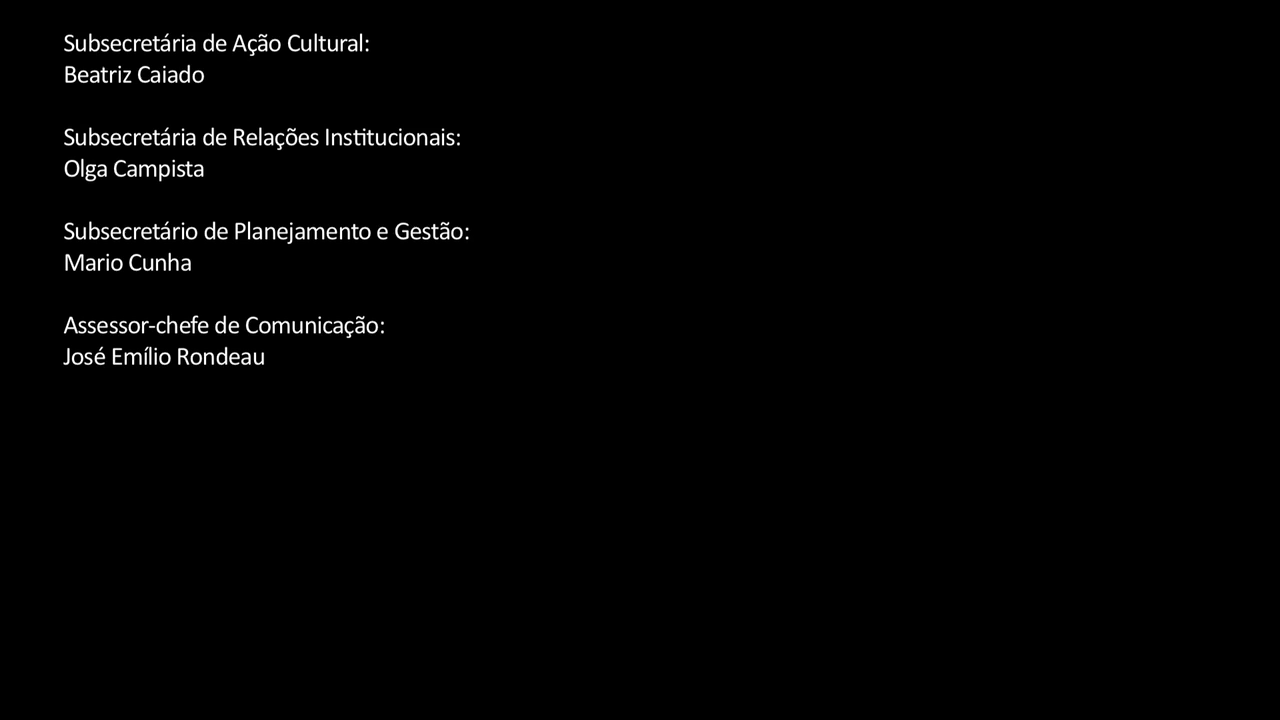 Subsecretária de Ação Cultural:
Beatriz Caiado
Subsecretária de Relações Institucionais:
Olga Campista
Subsecretário de Planejamento e Gestão:
Mario Cunha
Assessor-chefe de Comunicação:
José Emílio Rondeau